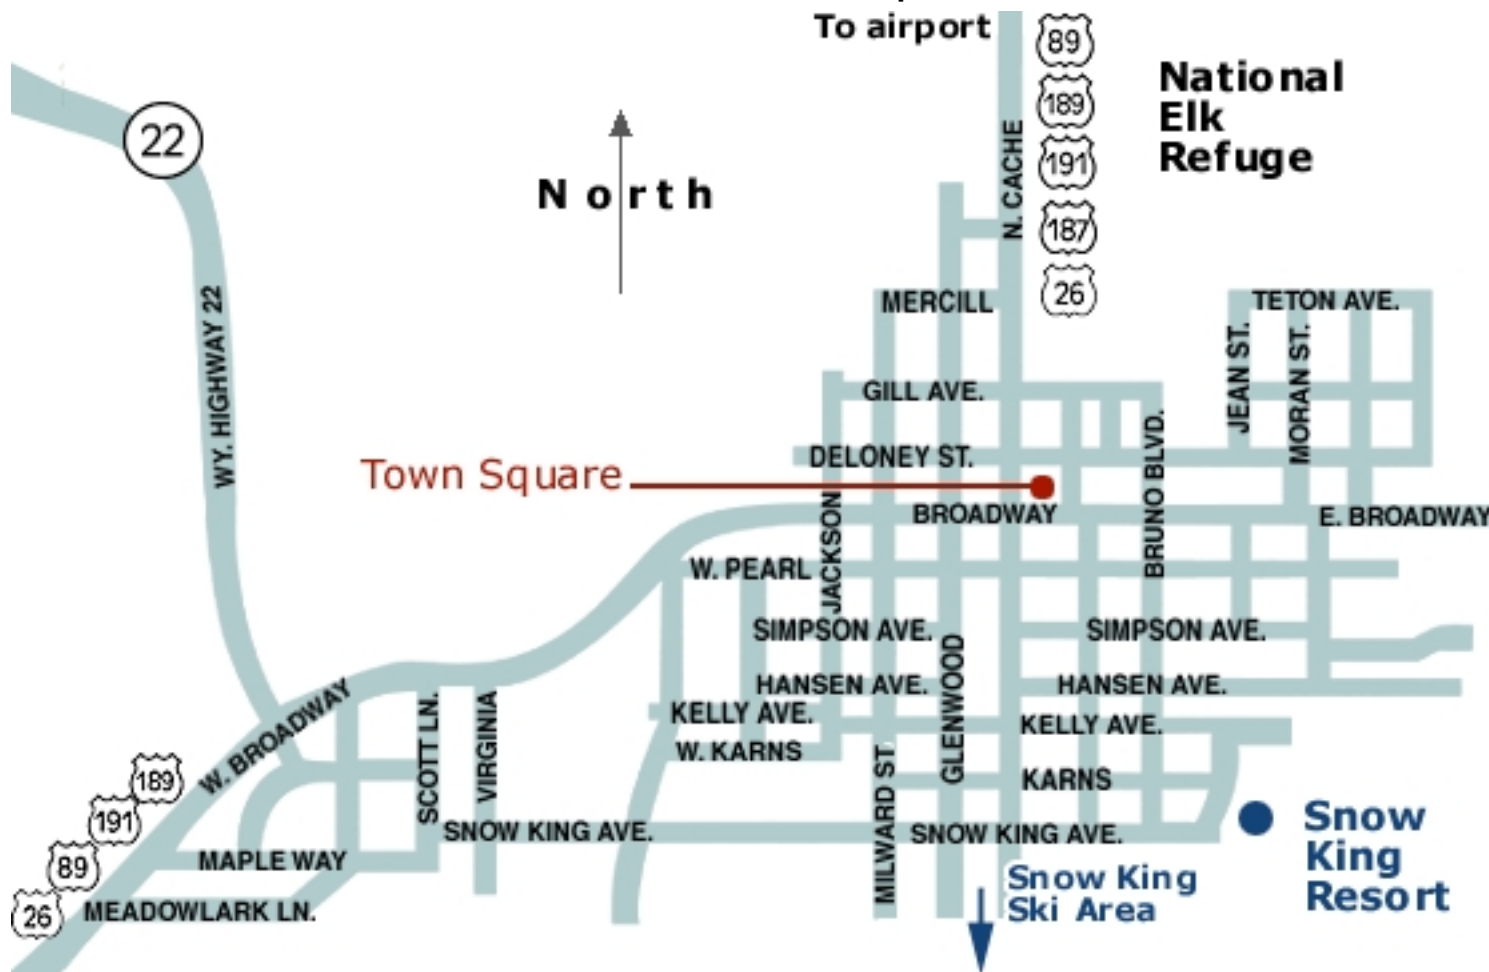 To airport
89
189
191
187
26
National
Elk
Refuge
22
North
N. CACHE
MERCILL
TETON AVE.
WY. HIGHWAY 22
JEAN ST.
MORAN ST.
GILL AVE.
DELONEY ST.
Town Square
BRUNO BLVD.
JACKSON
BROADWAY
E. BROADWAY
W. PEARL
SIMPSON AVE.
SIMPSON AVE.
HANSEN AVE.
HANSEN AVE.
GLENWOOD
KELLY AVE.
KELLY AVE.
W. KARNS
KARNS
W. BROADWAY
SCOTT LN.
VIRGINIA
MILWARD ST
189
191
89
26
SNOW KING AVE.
SNOW KING AVE.
MAPLE WAY
MEADOWLARK LN.
Snow King
Ski Area
Snow
King
Resort